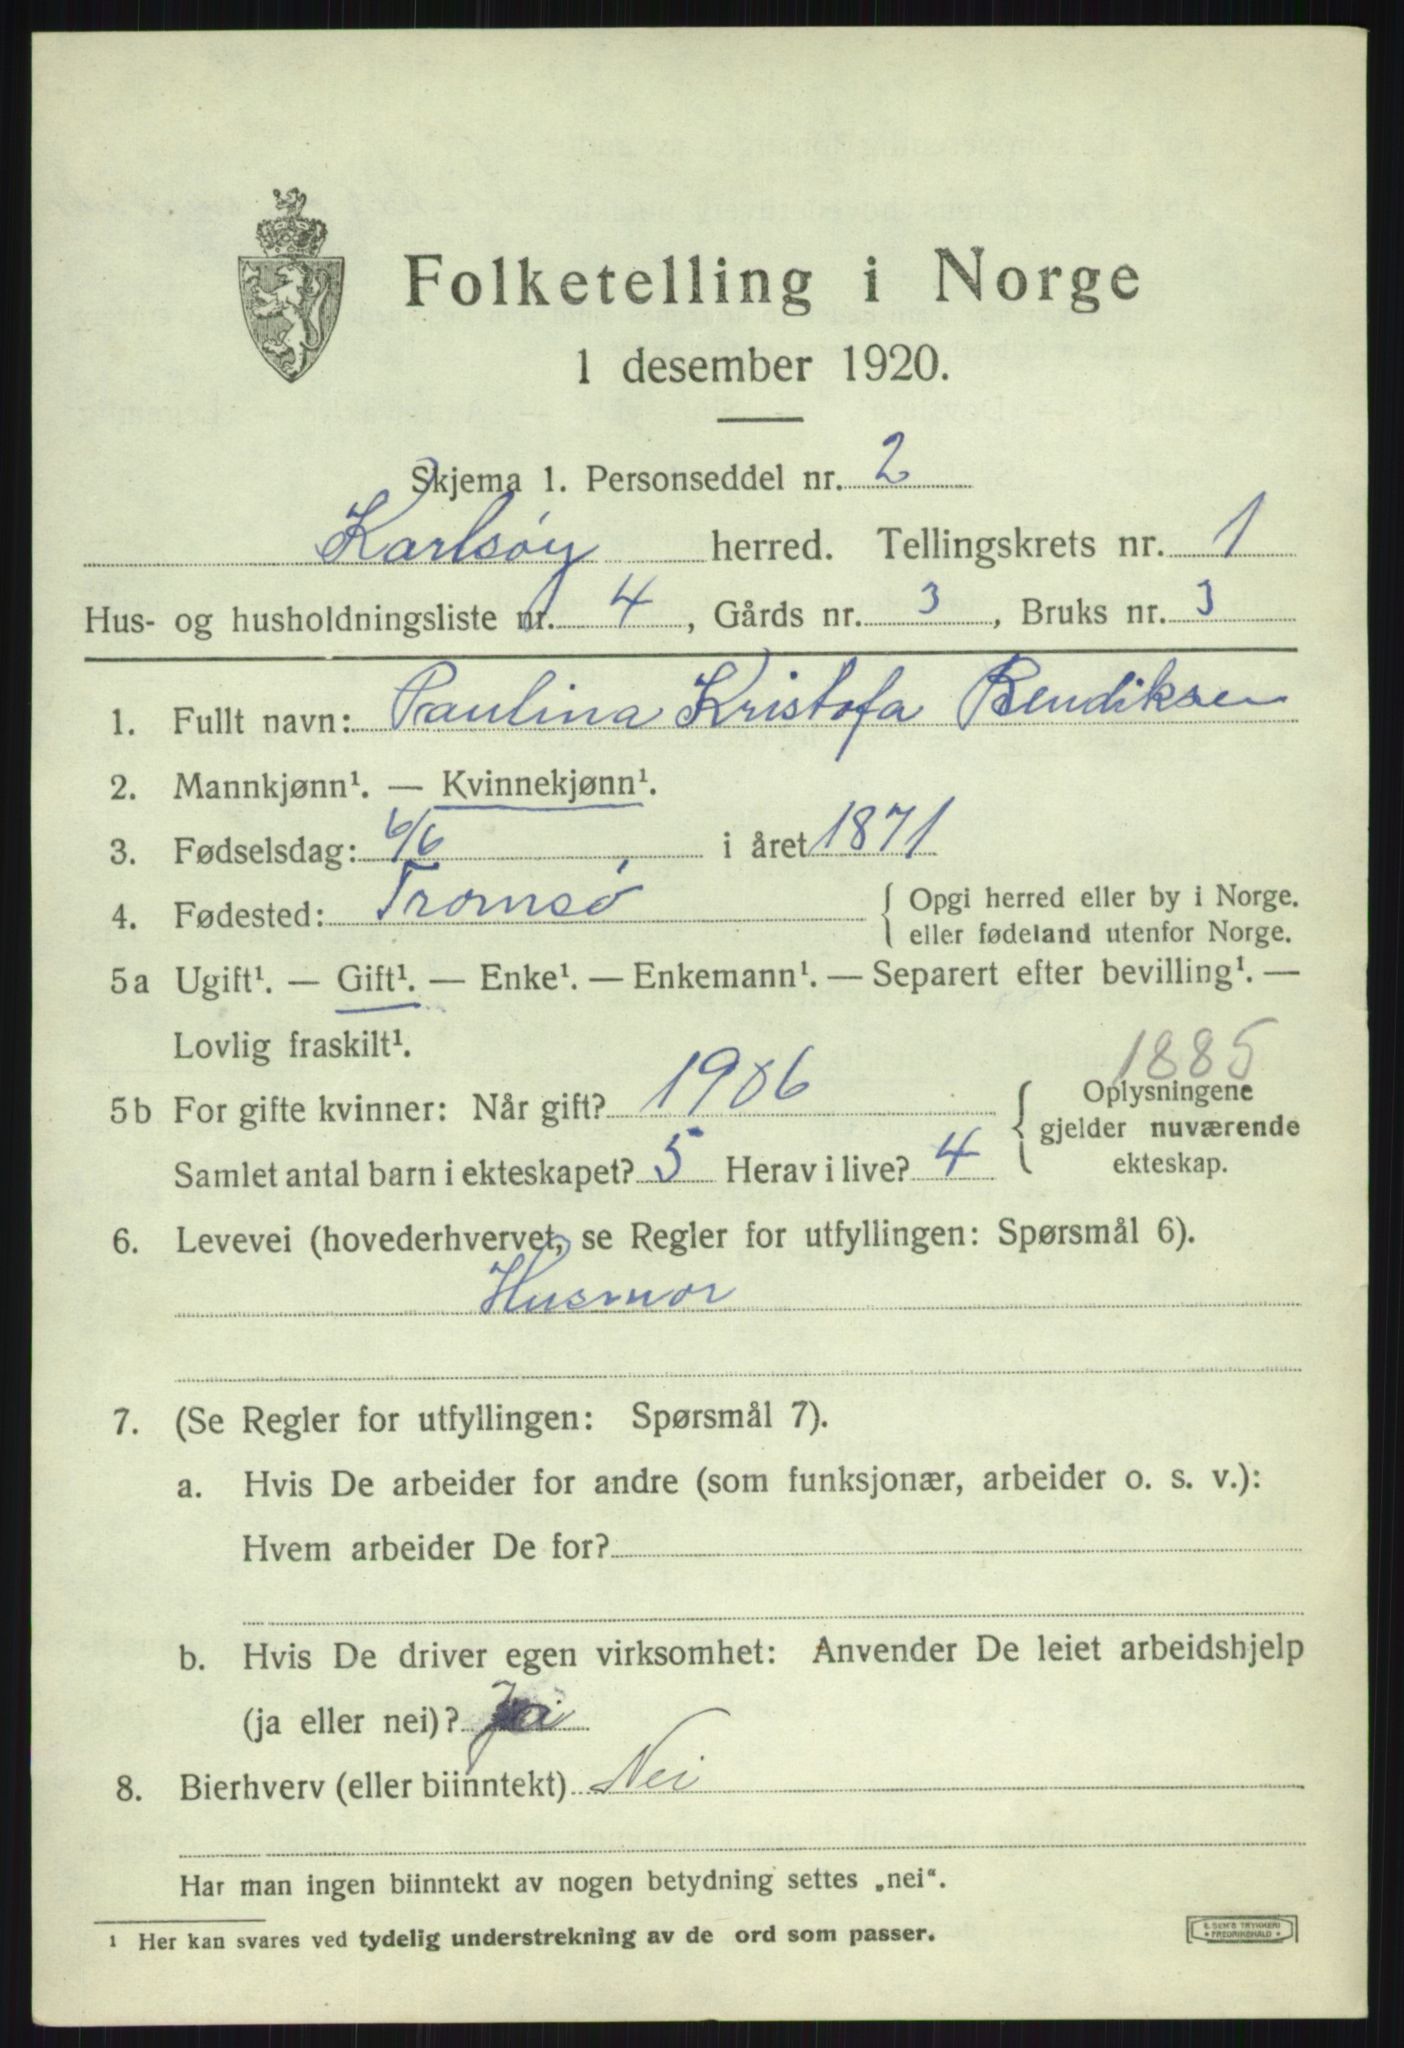 Folketelling i Norge
1 desember 1920.
Skjema 1. Personseddel nr. 2
Karlsøy herred. Tellingskrets nr. 1
Hus- og husholdningsliste nr. 4, Gårds nr. 3, Bruks nr. 3
1. Fullt navn: Paulina Kristofa Bendiksen
2. Mannkjønn¹. — Kvinnekjønn¹.
3. Fødselsdag: 6/6 i året 1871
4. Fødested: Tromsø { Opgi herred eller by i Norge.
eller fødeland utenfor Norge.
5a Ugift¹. — Gift¹. — Enke¹. — Enkemann¹. — Separert efter bevilling¹. —
Lovlig fraskilt¹.
1885
5b For gifte kvinner: Når gift? 1906 { Oplysningene
gjelder nuværende
Samlet antal barn i ekteskapet? 5 Herav i live? 4 ekteskap.
6. Levevei (hovederhvervet, se Regler for utfyllingen: Spørsmål 6).
Husmor
7. (Se Regler for utfyllingen: Spørsmål 7).
a. Hvis De arbeider for andre (som funksjonær, arbeider o. s. v.):
Hvem arbeider De for?
b. Hvis De driver egen virksomhet: Anvender De leiet arbeidshjelp
(ja eller nei)?
8. Bierhverv (eller biinntekt) Nei
Har man ingen biinntekt av nogen betydning settes „nei“.
¹ Her kan svares ved tydelig understrekning av de ord som passer.
E. SEM'S TRYKKERI
FREDRIKSHALD